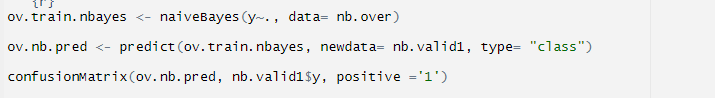 {r}
ov.train.nbayes <- naiveBayes(y~., data= nb.over)
ov.nb.pred <- predict(ov.train.nbayes, newdata= nb.valid1, type= "class")
confusionMatrix(ov.nb.pred, nb.valid1$y, positive ='1')